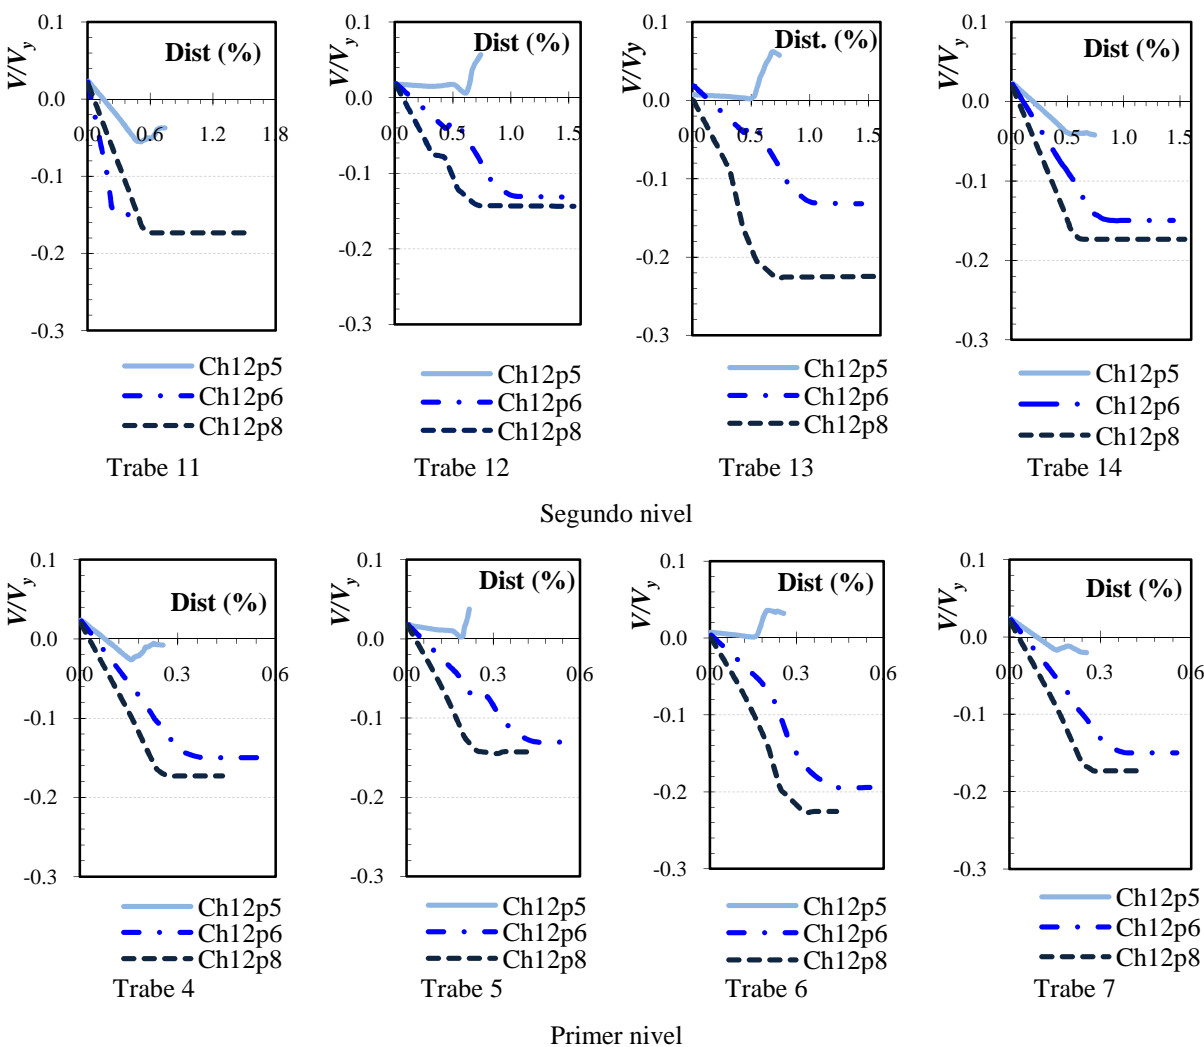 0.1
0.0
-0.1
-0.2
-0.3
V/Vy
Dist (%)
0.0 0.6 1.2 1.8
Ch12p5
Ch12p6
Ch12p8
Trabe 11
0.1
0.0
-0.1
-0.2
-0.3
V/Vy
Dist (%)
0.0 0.5 1.0 1.5
Ch12p5
Ch12p6
Ch12p8
Trabe 12
0.1
0.0
-0.1
-0.2
-0.3
V/Vy
Dist. (%)
0.0 0.5 1.0 1.5
Ch12p5
Ch12p6
Ch12p8
Trabe 13
0.1
0.0
-0.1
-0.2
-0.3
V/Vy
Dist (%)
0.0 0.5 1.0 1.5
Ch12p5
Ch12p6
Ch12p8
Trabe 14
Segundo nivel
0.1
0.0
-0.1
-0.2
-0.3
V/Vy
Dist (%)
0.0 0.3 0.6
Ch12p5
Ch12p6
Ch12p8
Trabe 4
0.1
0.0
-0.1
-0.2
-0.3
V/Vy
Dist (%)
0.0 0.3 0.6
Ch12p5
Ch12p6
Ch12p8
Trabe 5
0.1
0.0
-0.1
-0.2
-0.3
V/Vy
Dist (%)
0.0 0.3 0.6
Ch12p5
Ch12p6
Ch12p8
Trabe 6
0.1
0.0
-0.1
-0.2
-0.3
V/Vy
Dist (%)
0.0 0.3 0.6
Ch12p5
Ch12p6
Ch12p8
Trabe 7
Primer nivel